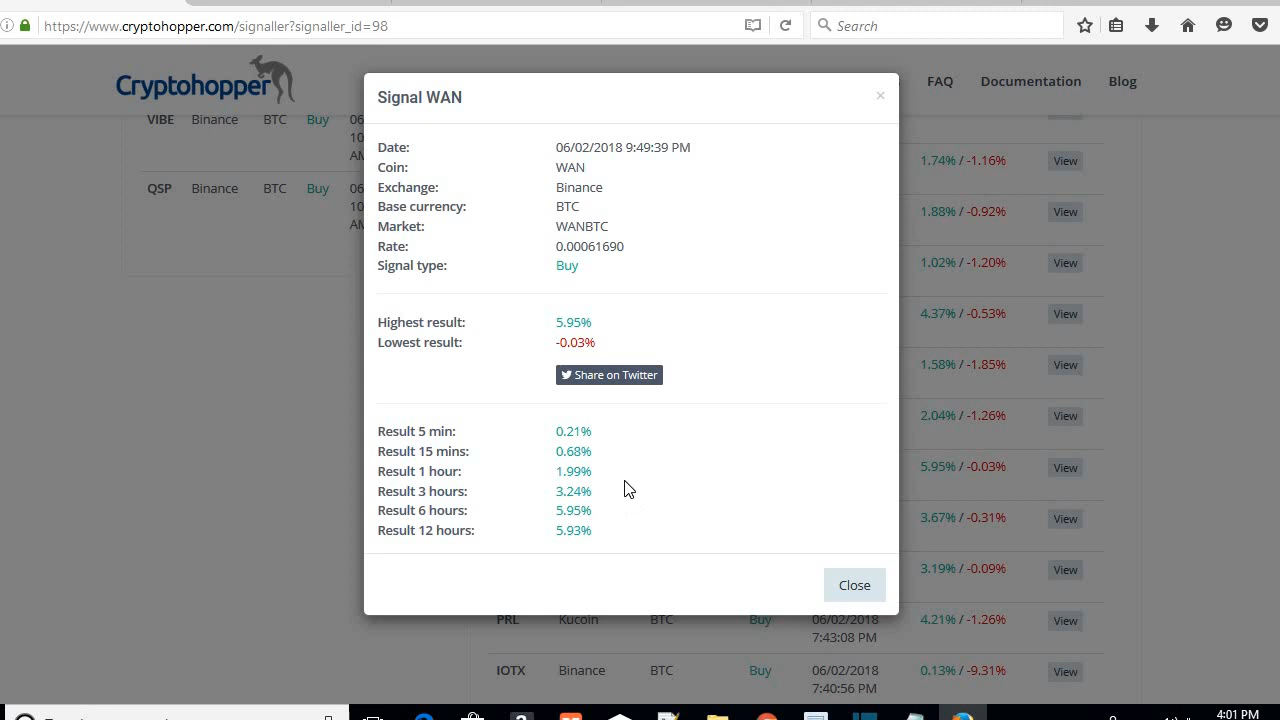 https://www.cryptohopper.com/signaller?signaller_id=98
Search
Cryptohopper
FAQ
Documentation
Blog
VIBE Binance BTC Buy 06
10
AM
QSP Binance BTC Buy 06
10
AM
Signal WAN
×
Date: 06/02/2018 9:49:39 PM
Coin: WAN
Exchange: Binance
Base currency: BTC
Market: WANBTC
Rate: 0.00061690
Signal type: Buy
Highest result: 5.95%
Lowest result: -0.03%
Share on Twitter
Result 5 min: 0.21%
Result 15 mins: 0.68%
Result 1 hour: 1.99%
Result 3 hours: 3.24%
Result 6 hours: 5.95%
Result 12 hours: 5.93%
Close
1.74% / -1.16% View
1.88% / -0.92% View
1.02% / -1.20% View
4.37% / -0.53% View
1.58% / -1.85% View
2.04% / -1.26% View
5.95% / -0.03% View
3.67% / -0.31% View
3.19% / -0.09% View
PRL Kucoin BTC Buy 06/02/2018 4.21% / -1.26% View
7:43:08 PM
IOTX Binance BTC Buy 06/02/2018 0.13% / -9.31% View
7:40:56 PM
4:01 PM